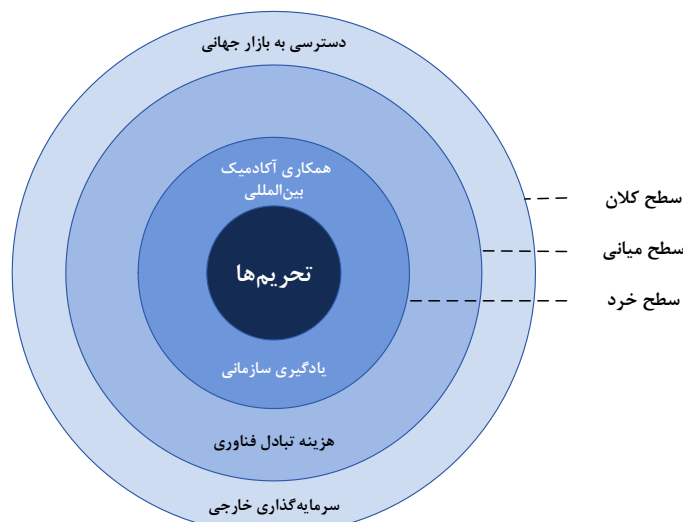 دسترسی به بازار جهانی
همکاری آکادمیک
بین‌المللی
تحریم‌ها
یادگیری سازمانی
هزینه تبادل فناوری
سرمایه‌گذاری خارجی
سطح کلان
سطح میانی
سطح خرد